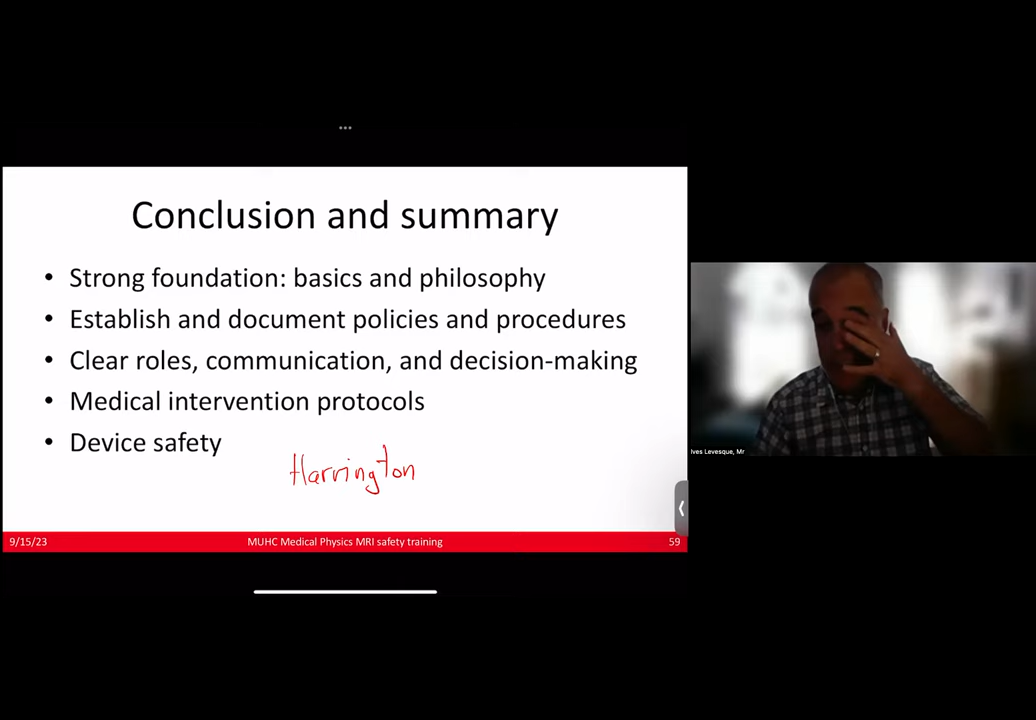 Conclusion and summary
• Strong foundation: basics and philosophy
• Establish and document policies and procedures
• Clear roles, communication, and decision-making
• Medical intervention protocols
• Device safety
Harrington
9/15/23 MUHC Medical Physics MRI safety training 59
Ives Levesque, Mr